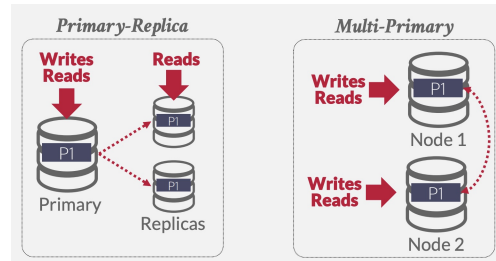 Primary-Replica
Writes
Reads
Reads
P1
Primary
P1
P1
Replicas
Multi-Primary
Writes
Reads
P1
Node 1
Writes
Reads
P1
Node 2